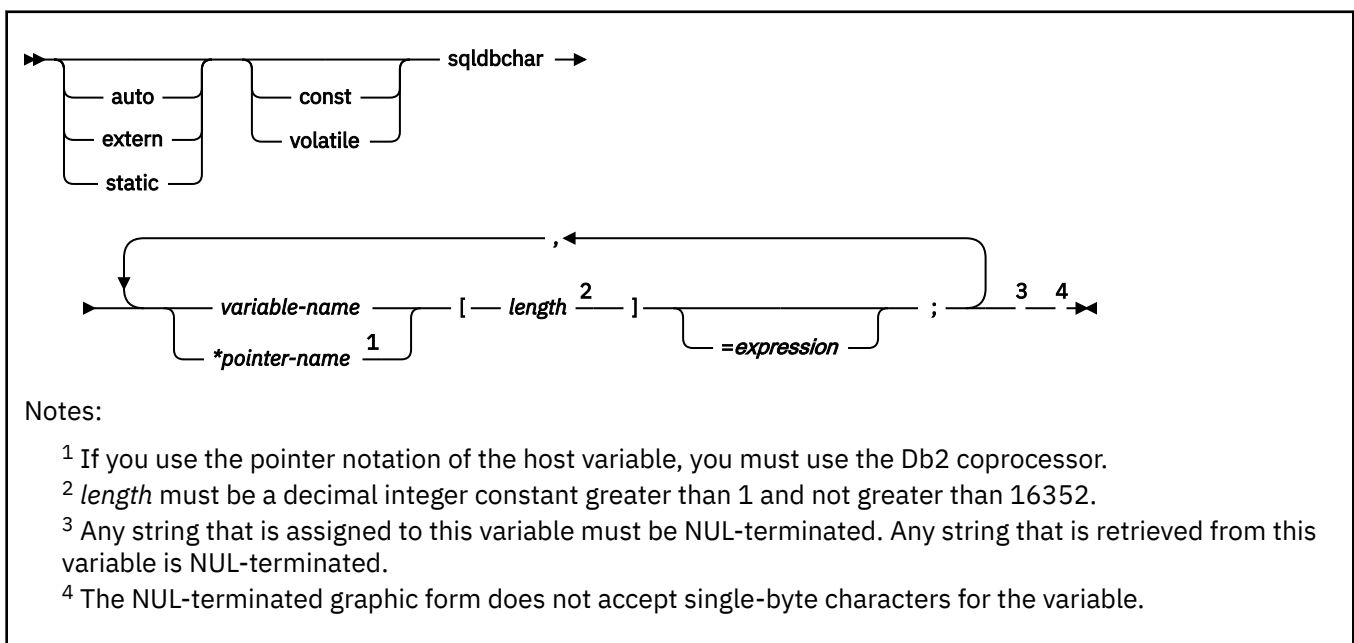 sqldbchar
auto const
extern volatile
static
,
variable-name [ length 2 ] ; 3 4
*pointer-name 1 =expression
Notes:
1 If you use the pointer notation of the host variable, you must use the Db2 coprocessor.
2 length must be a decimal integer constant greater than 1 and not greater than 16352.
3 Any string that is assigned to this variable must be NUL-terminated. Any string that is retrieved from this
variable is NUL-terminated.
4 The NUL-terminated graphic form does not accept single-byte characters for the variable.